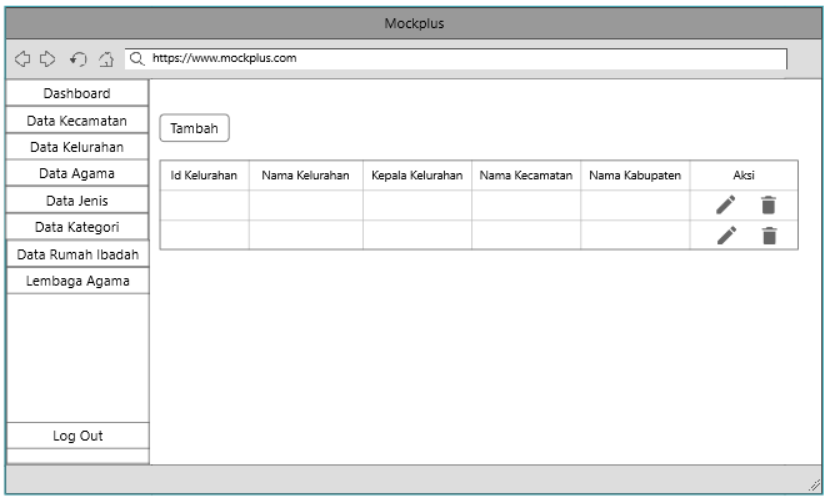 Mockplus
https://www.mockplus.com
Dashboard
Data Kecamatan
Data Kelurahan
Data Agama
Data Jenis
Data Kategori
Data Rumah Ibadah
Lembaga Agama
Log Out
Tambah
Id Kelurahan Nama Kelurahan Kepala Kelurahan Nama Kecamatan Nama Kabupaten Aksi